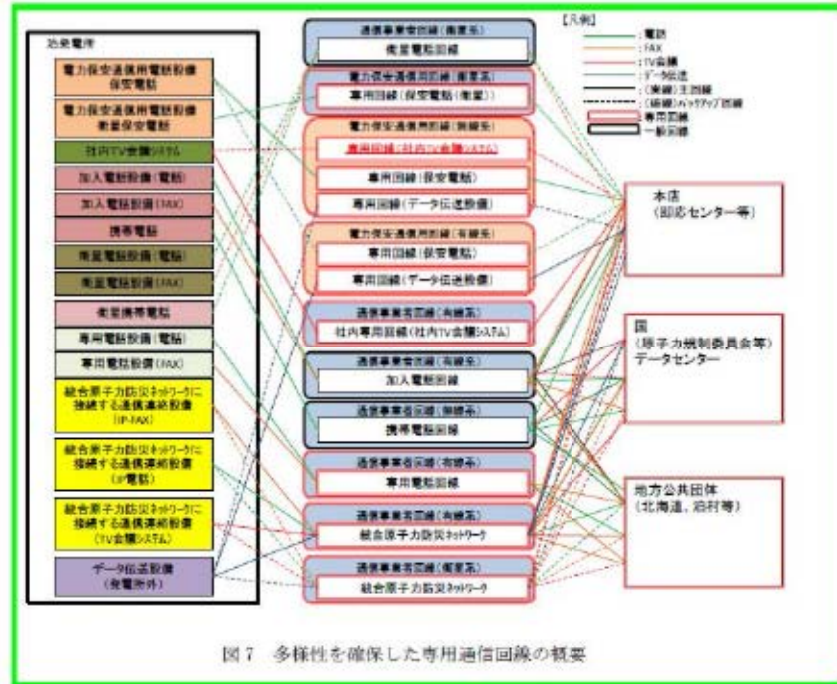 泊発電所
電力保安通信用電話設備
保安電話
電力保安通信用電話設備
衛星保安電話
社内TV会議システム
加入電話設備(電話)
加入電話設備(FAX)
携帯電話
衛星電話設備(電話)
衛星電話設備(FAX)
衛星携帯電話
専用電話設備(電話)
専用電話設備(FAX)
統合原子力防災ネットワークに
接続する通信連絡設備
(IP-FAX)
統合原子力防災ネットワークに
接続する通信連絡設備
(IP電話)
統合原子力防災ネットワークに
接続する通信連絡設備
(TV会議システム)
データ伝送設備
(発電所外)
通信事業者回線(衛星系)
衛星電話回線
電力保安通信用回線(衛星系)
専用回線(保安電話(衛星))
電力保安通信用回線(無線系)
専用回線(社内TV会議システム)
専用回線(保安電話)
専用回線(データ伝送設備)
電力保安通信用回線(有線系)
専用回線(保安電話)
専用回線(データ伝送設備)
通信事業者回線(有線系)
社内専用回線(社内TV会議システム)
通信事業者回線(有線系)
加入電話回線
通信事業者回線(無線系)
携帯電話回線
通信事業者回線(有線系)
専用電話回線
通信事業者回線(有線系)
統合原子力防災ネットワーク
通信事業者回線(衛星系)
統合原子力防災ネットワーク
【凡例】
:電話
:FAX
:TV会議
:データ伝送
:(実線)主回線
:(破線)バックアップ回線
:専用回線
:一般回線
本店
(即応センター等)
国
(原子力規制委員会等)
データセンター
地方公共団体
(北海道、泊村等)
図7 多様性を確保した専用通信回線の概要